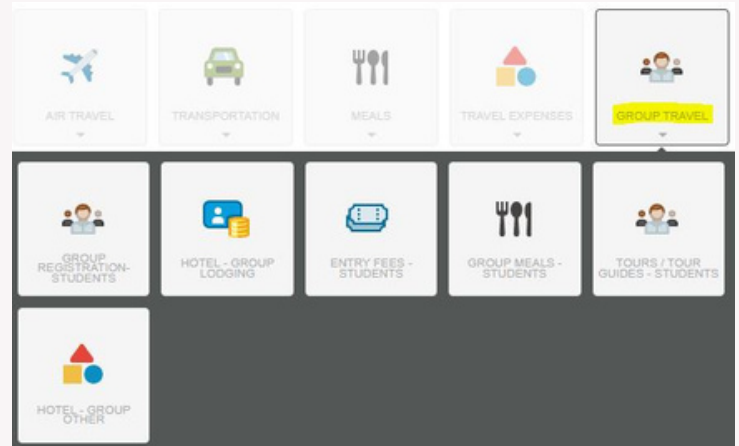 AIR TRAVEL
TRANSPORTATION
MEALS
TRAVEL EXPENSES
GROUP TRAVEL
GROUP
REGISTRATION-
STUDENTS
HOTEL - GROUP
LODGING
ENTRY FEES -
STUDENTS
GROUP MEALS -
STUDENTS
TOURS / TOUR
GUIDES - STUDENTS
HOTEL - GROUP
OTHER